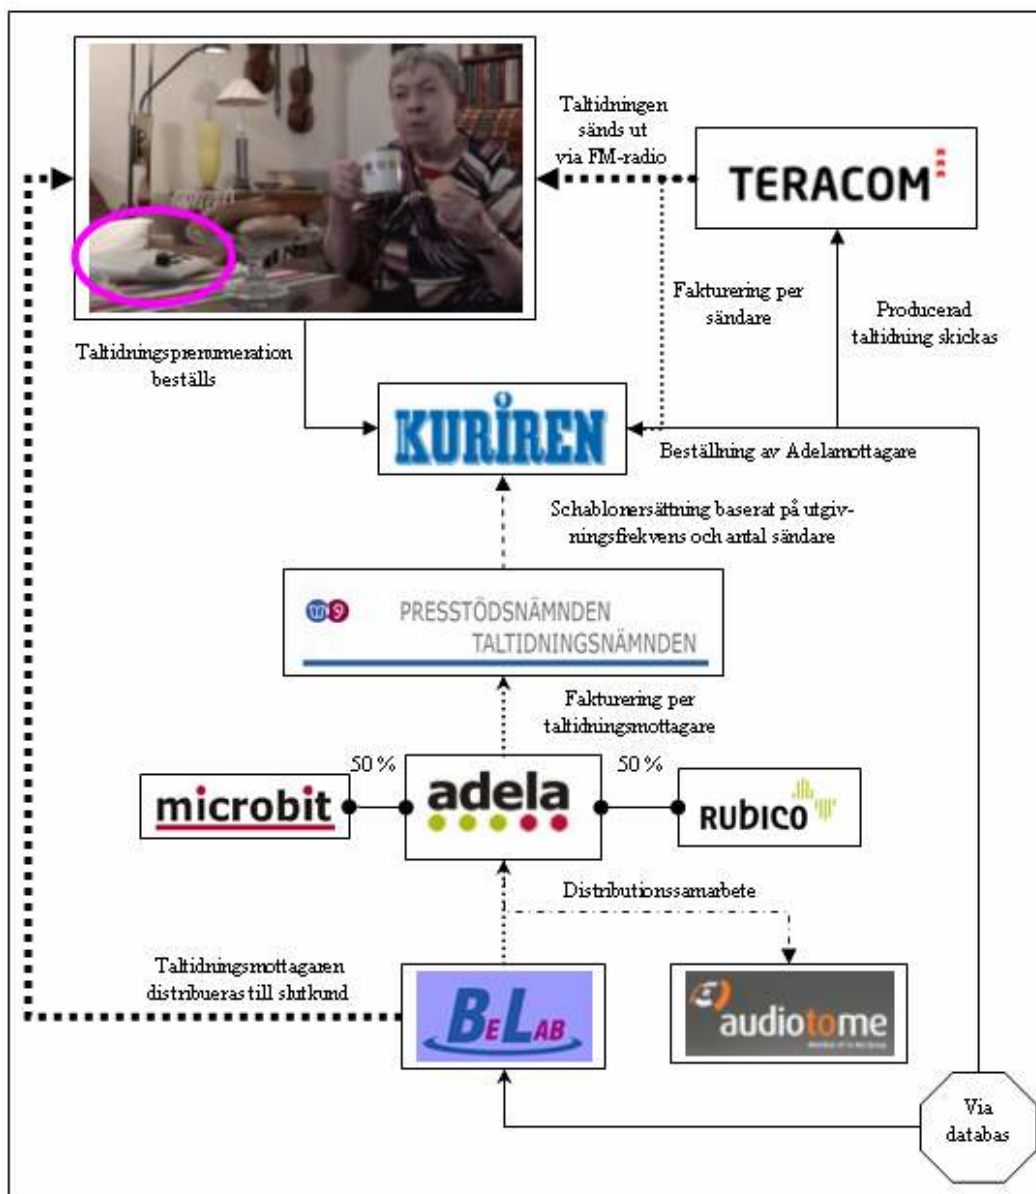 Taltidningen
sänds ut
via FM-radio
TERACOM
Fakturering per
sändare
Producerad
taltidning skickas
Taltidningsprenumeration
beställs
KURIREN
Beställning av Adelamottagare
Schablonersättning baserat på utgiv-
ningsfrekvens och antal sändare
PRESSTÖDSNÄMNDEN
TALTIDNINGSNÄMNDEN
Fakturering per
taltidningsmottagare
50 %
50 %
microbit
adela
RUBICO
Distributionssamarbete
Taltidningsmottagaren
distribueras till slutkund
BELAB
audiotome
Via
databas